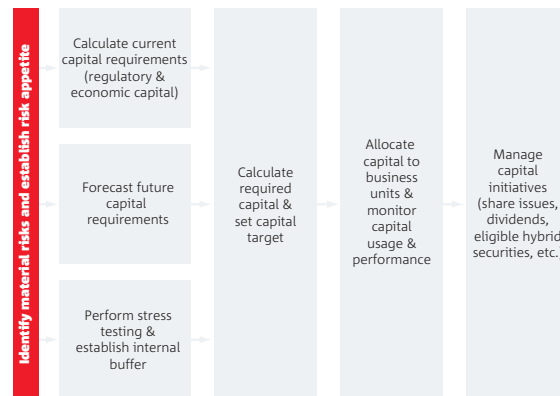 Identify material risks and establish risk appetite
Calculate current
capital requirements
(regulatory &
economic capital)
Forecast future
capital
requirements
Perform stress
testing &
establish internal
buffer
Calculate
required
capital &
set capital
target
Allocate
capital to
business
units &
monitor
capital
usage &
performance
Manage
capital
initiatives
(share issues,
dividends,
eligible hybrid
securities, etc.)